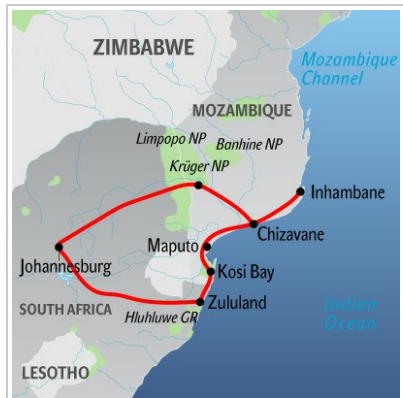 ZIMBABWE
Mozambique
Channel
MOZAMBIQUE
Limpopo NP
Banhine NP
Krüger NP
Inhambane
Chizavane
Maputo
Johannesburg
Kosi Bay
Zululand
SOUTH AFRICA
Hluhluwe GR
Indian
Ocean
LESOTHO